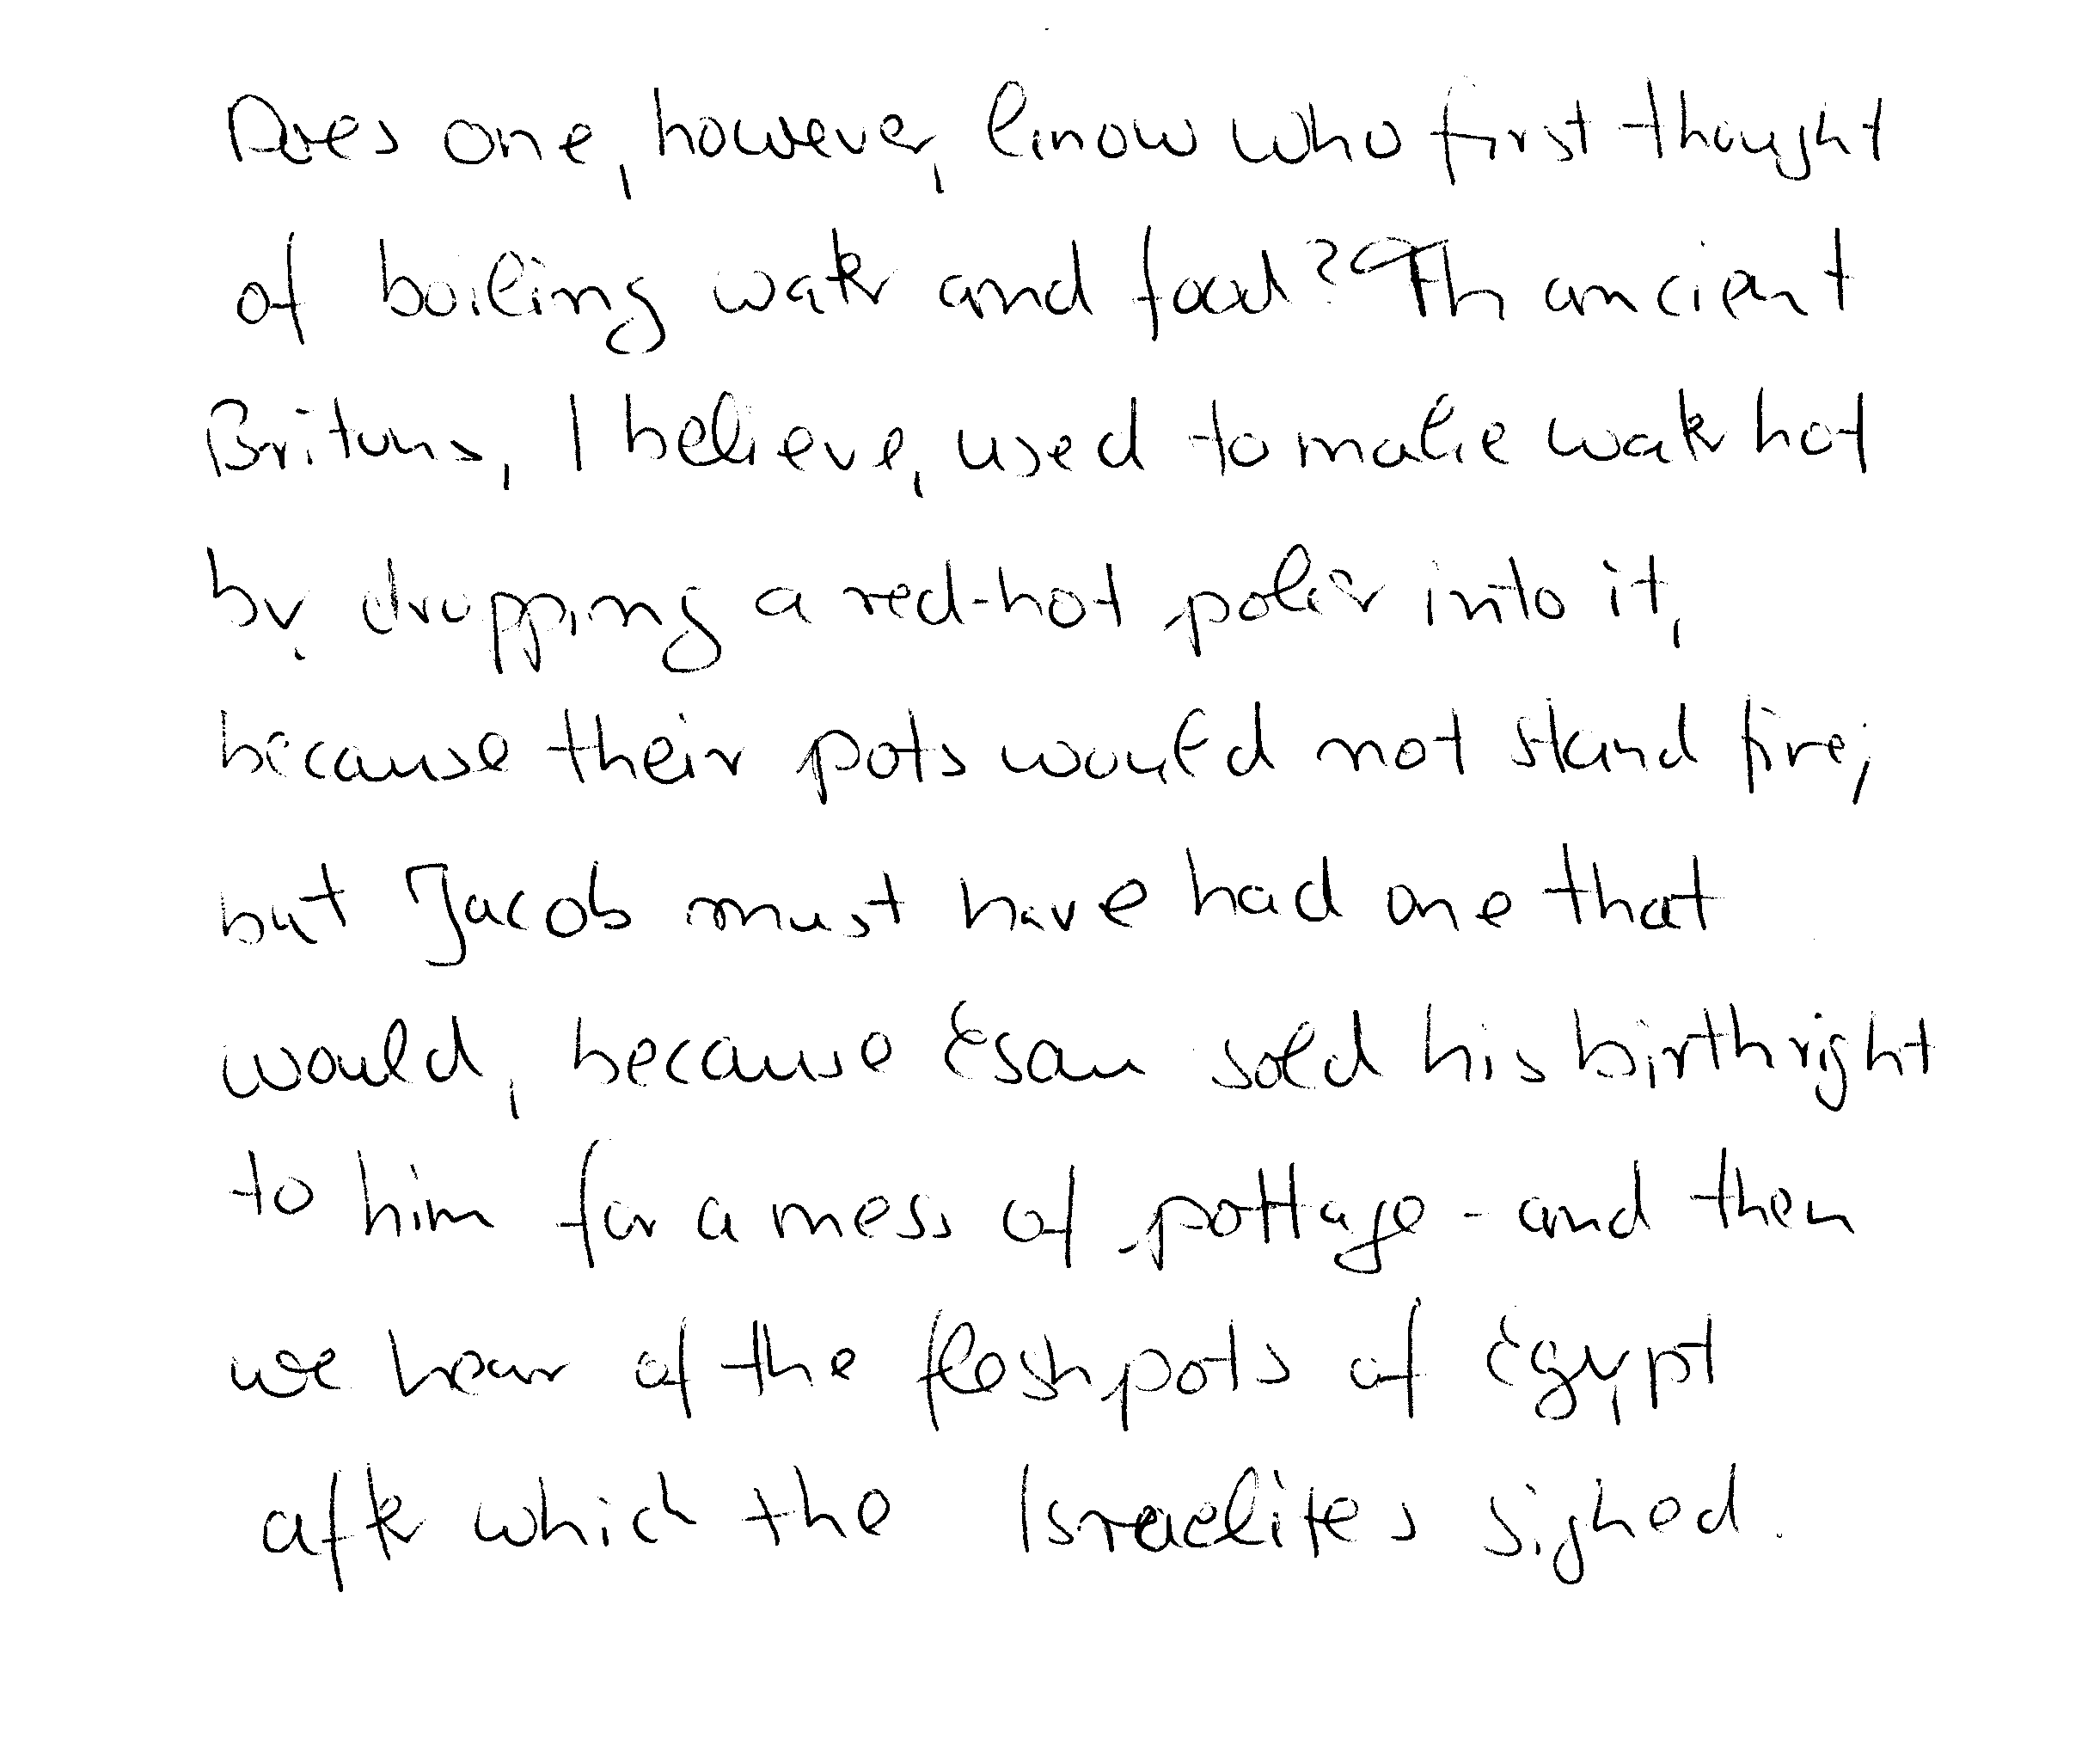 Does one, however, know who first thought
of boiling water and food? Th ancient
Britons, I believe, used to make water hot
by dropping a red-hot poker into it,
because their pots would not stand fire;
but Jacob must have had one that
would, because Esau sold his birthright
to him for a mess of pottage - and then
we hear of the fleshpots of Egypt
after which the Israelites sighed.